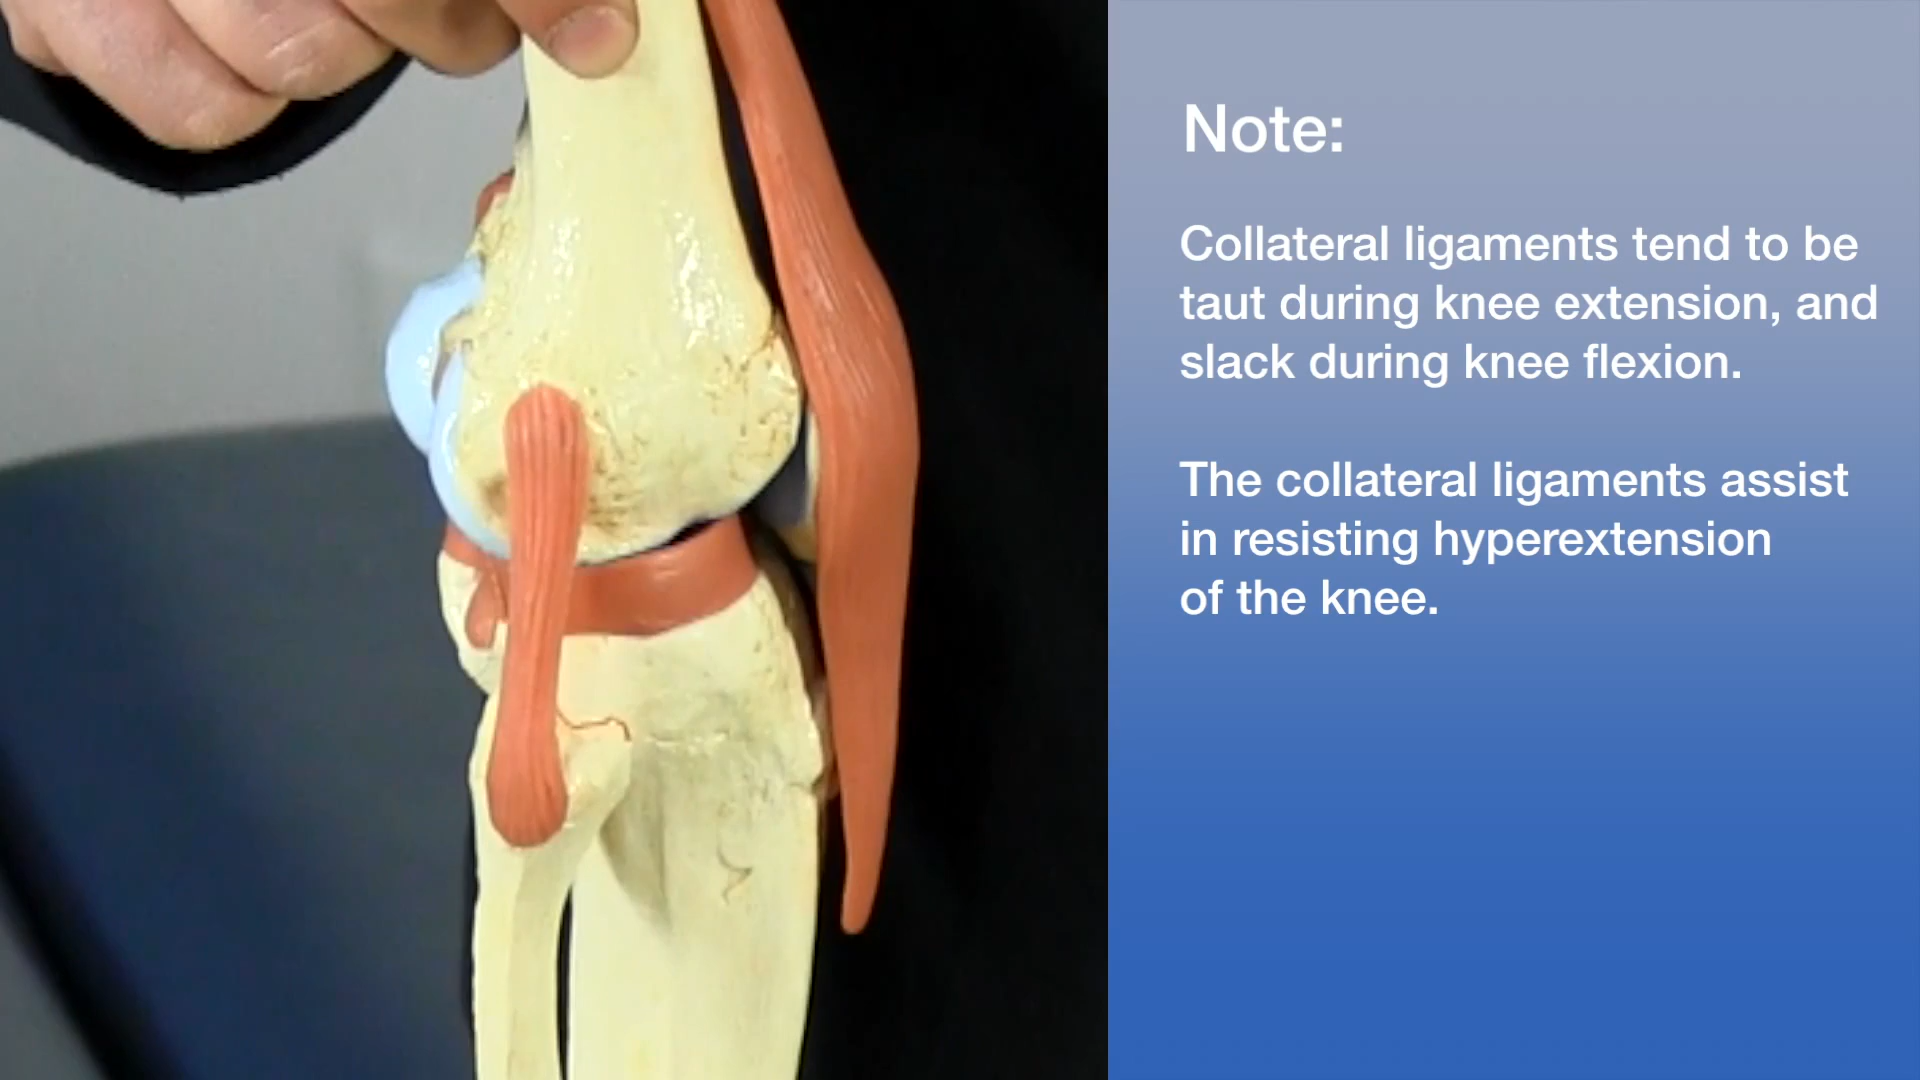 Note:
Collateral ligaments tend to be
taut during knee extension, and
slack during knee flexion.
The collateral ligaments assist
in resisting hyperextension
of the knee.